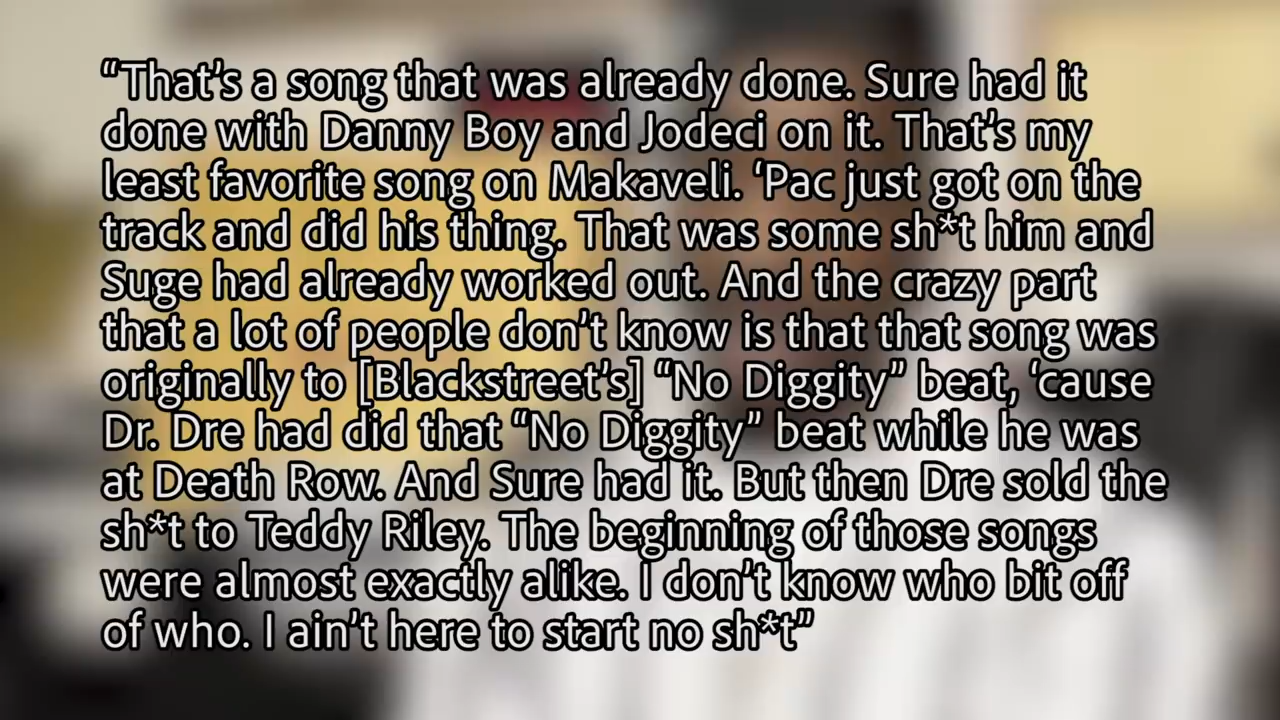 “That’s a song that was already done. Sure had it
done with Danny Boy and Jodeci on it. That’s my
least favorite song on Makaveli. ‘Pac just got on the
track and did his thing. That was some sh*t him and
Suge had already worked out. And the crazy part
that a lot of people don’t know is that that song was
originally to [Blackstreet’s] “No Diggity” beat, ‘cause
Dr. Dre had did that “No Diggity” beat while he was
at Death Row. And Sure had it. But then Dre sold the
sh*t to Teddy Riley. The beginning of those songs
were almost exactly alike. I don’t know who bit off
of who. I ain’t here to start no sh*t”